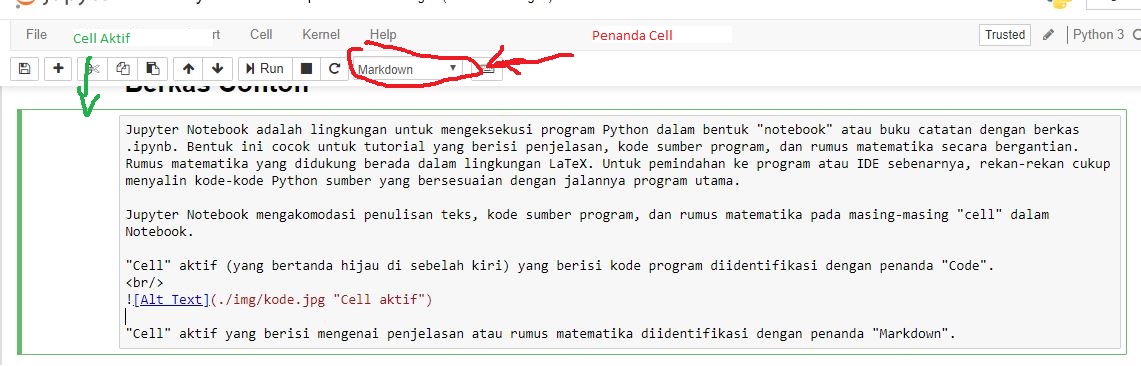 File Cell Aktif rt Cell Kernel Help Penanda Cell Trusted Python 3
Run Markdown
Berkas Contoh
Jupyter Notebook adalah lingkungan untuk mengeksekusi program Python dalam bentuk "notebook" atau buku catatan dengan berkas
.ipynb. Bentuk ini cocok untuk tutorial yang berisi penjelasan, kode sumber program, dan rumus matematika secara bergantian.
Rumus matematika yang didukung berada dalam lingkungan LaTeX. Untuk pemindahan ke program atau IDE sebenarnya, rekan-rekan cukup
menyalin kode-kode Python sumber yang bersesuaian dengan jalannya program utama.
Jupyter Notebook mengakomodasi penulisan teks, kode sumber program, dan rumus matematika pada masing-masing "cell" dalam
Notebook.
"Cell" aktif (yang bertanda hijau di sebelah kiri) yang berisi kode program diidentifikasi dengan penanda "Code".
<br/>
![Alt Text](./img/kode.jpg "Cell aktif")
"Cell" aktif yang berisi mengenai penjelasan atau rumus matematika diidentifikasi dengan penanda "Markdown".